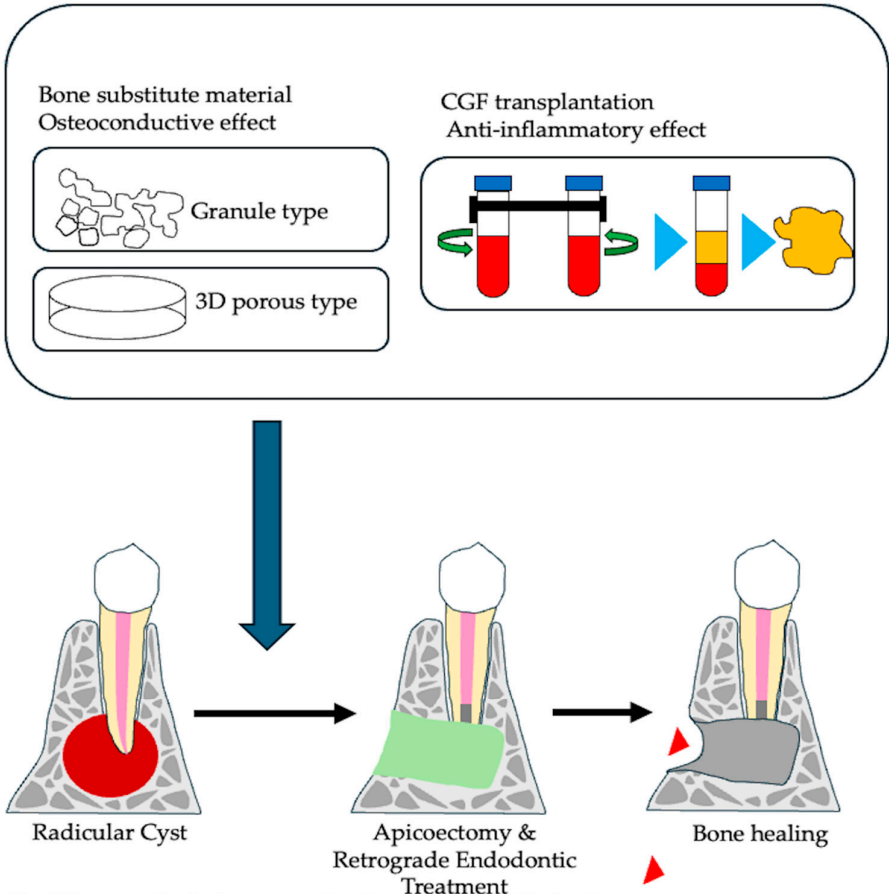 Bone substitute material
Osteoconductive effect
Granule type
3D porous type
CGF transplantation
Anti-inflammatory effect
Radicular Cyst
Apicoectomy &
Retrograde Endodontic
Treatment
Bone healing